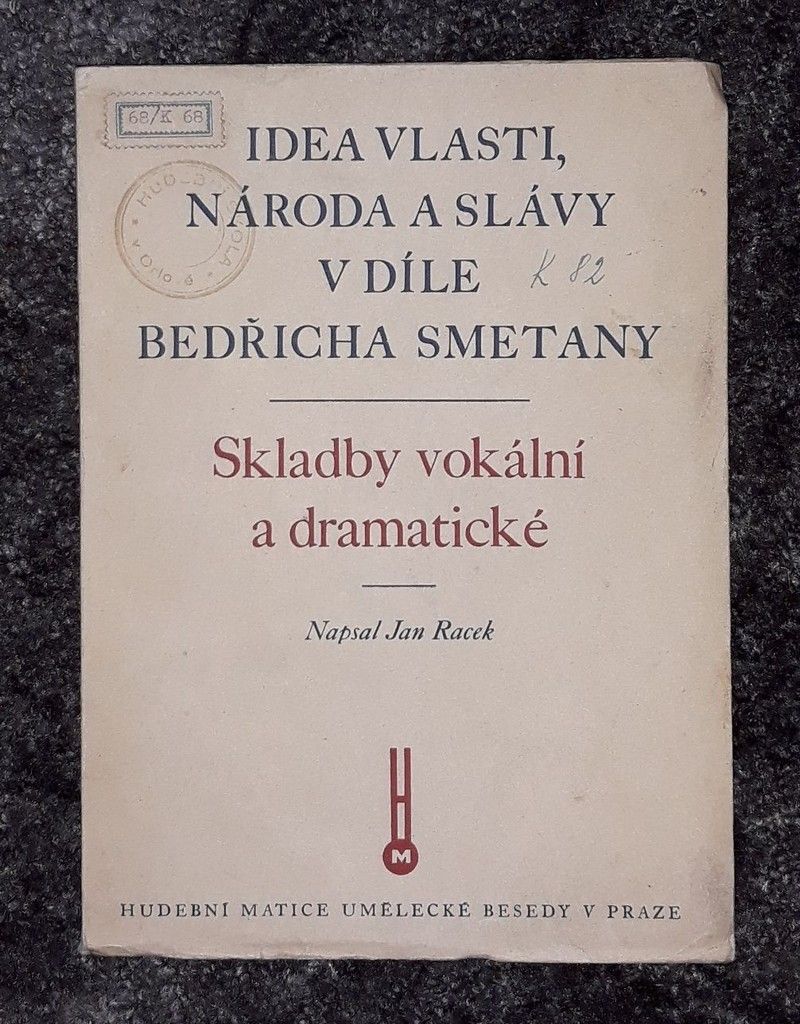 68/K 68
IDEA VLASTI,
NÁRODA A SLÁVY
V DÍLE
K 82
BEDŘICHA SMETANY
Skladby vokální
a dramatické
Napsal Jan Racek
H
M
HUDEBNÍ MATICE UMĚLECKÉ BESEDY V PRAZE